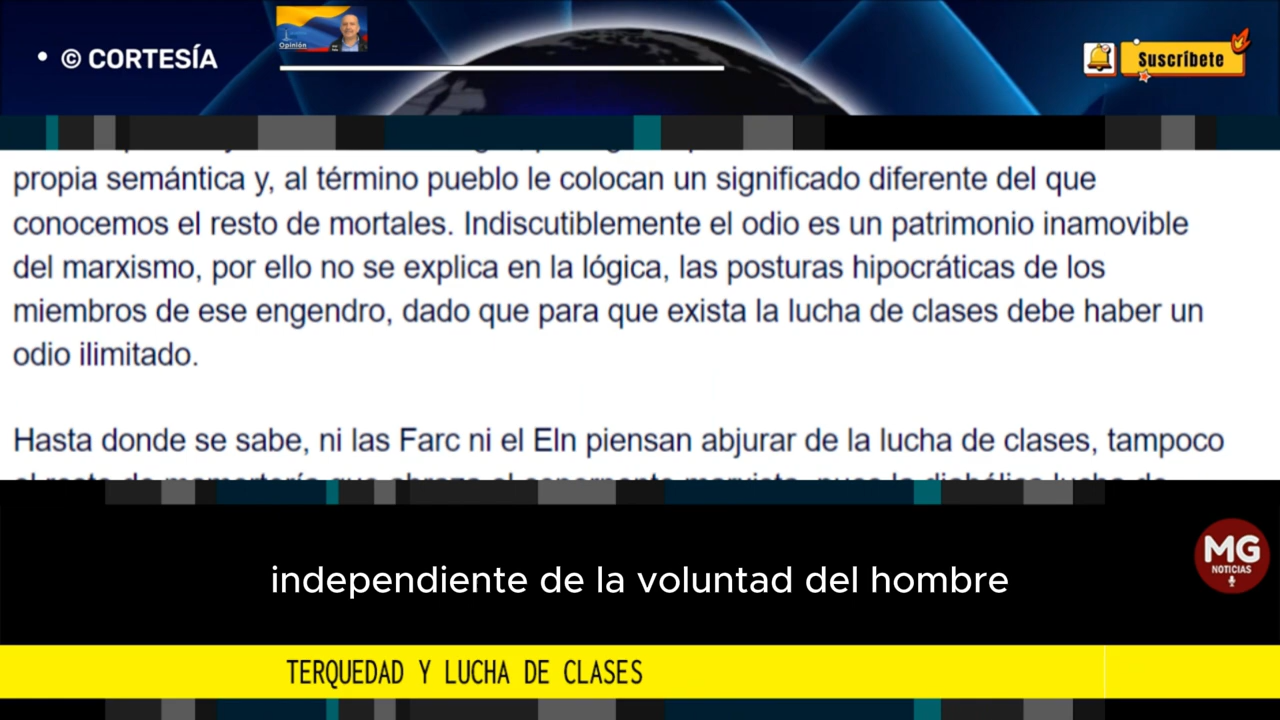 • © CORTESÍA
Opinión
Suscríbete
propia semántica y, al término pueblo le colocan un significado diferente del que
conocemos el resto de mortales. Indiscutiblemente el odio es un patrimonio inamovible
del marxismo, por ello no se explica en la lógica, las posturas hipocráticas de los
miembros de ese engendro, dado que para que exista la lucha de clases debe haber un
odio ilimitado.
Hasta donde se sabe, ni las Farc ni el Eln piensan abjurar de la lucha de clases, tampoco
MG
NOTICIAS
independiente de la voluntad del hombre
TERQUEDAD Y LUCHA DE CLASES